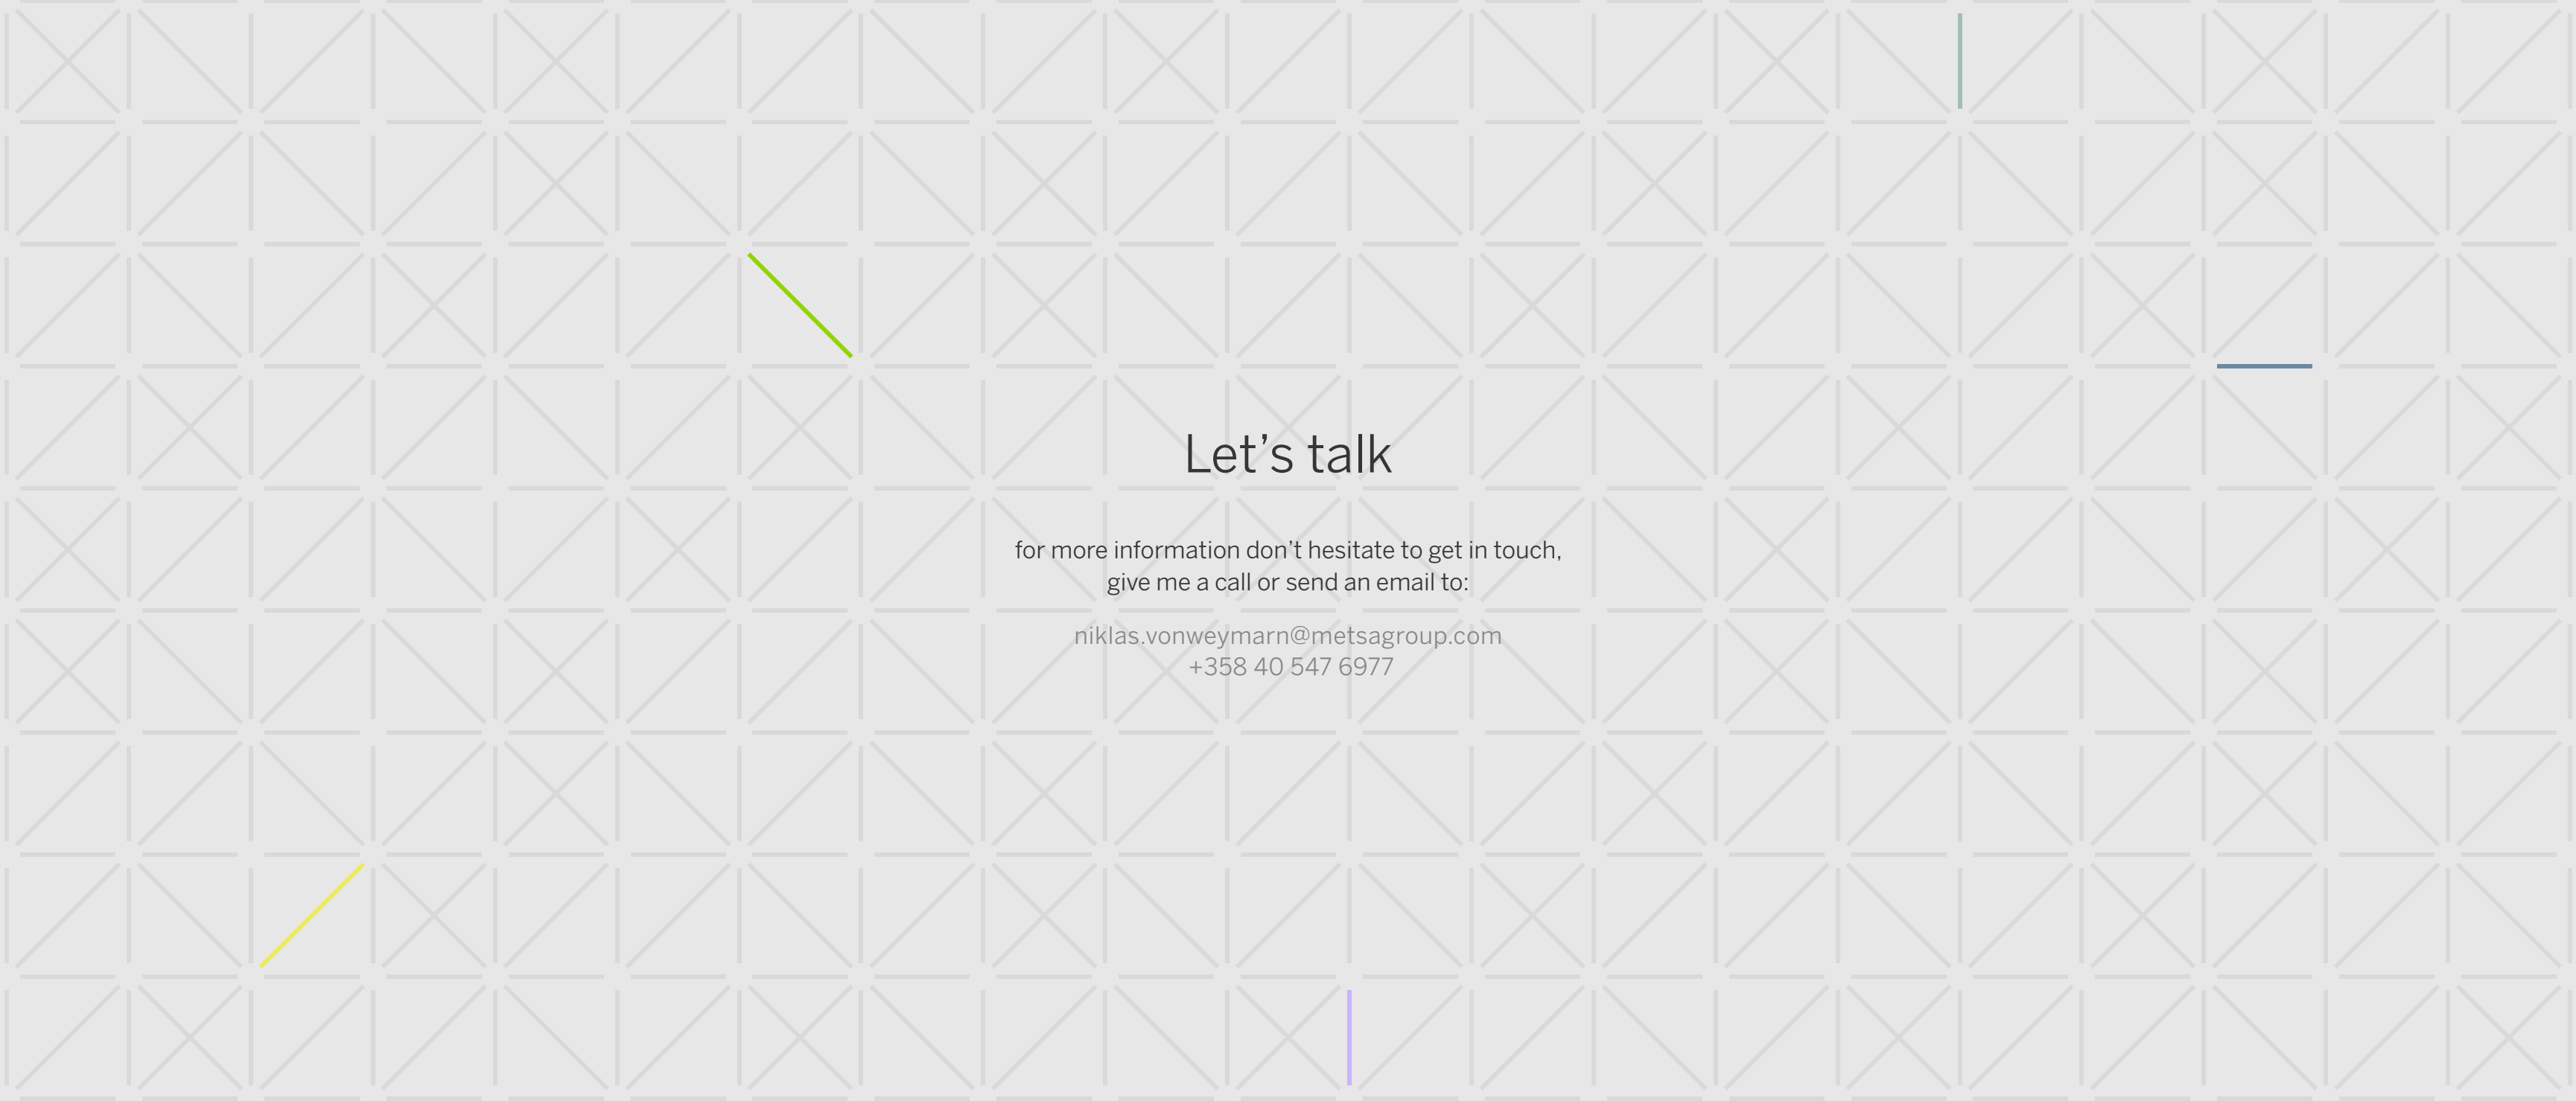 Let’s talk
for more information don’t hesitate to get in touch,
give me a call or send an email to:
niklas.vonweymarn@metsagroup.com
+358 40 547 6977